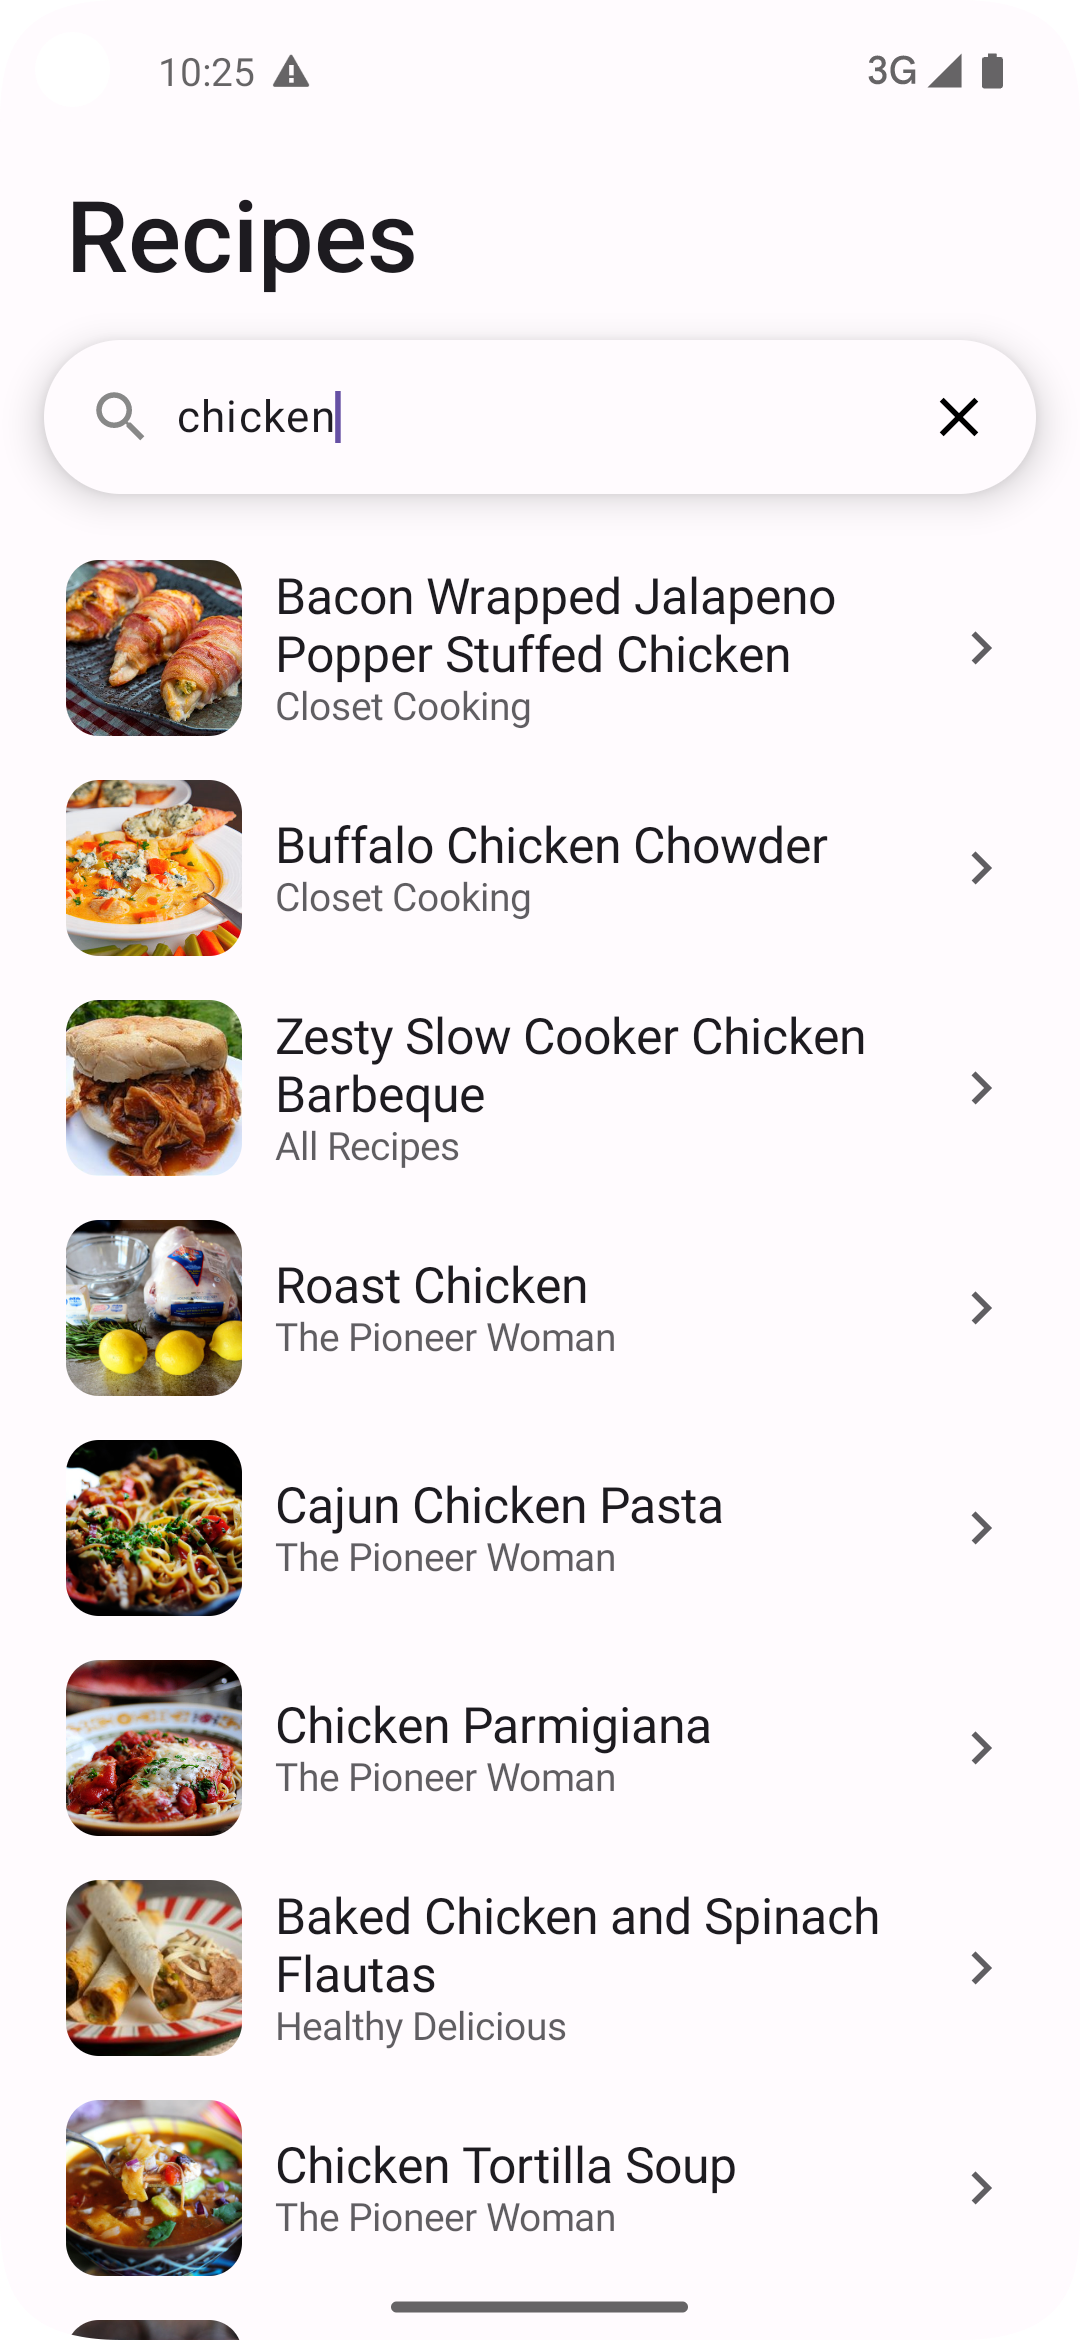 10:25
3G
Recipes
chicken
Bacon Wrapped Jalapeno
Popper Stuffed Chicken
Closet Cooking
Buffalo Chicken Chowder
Closet Cooking
Zesty Slow Cooker Chicken
Barbeque
All Recipes
Roast Chicken
The Pioneer Woman
Cajun Chicken Pasta
The Pioneer Woman
Chicken Parmigiana
The Pioneer Woman
Baked Chicken and Spinach
Flautas
Healthy Delicious
Chicken Tortilla Soup
The Pioneer Woman